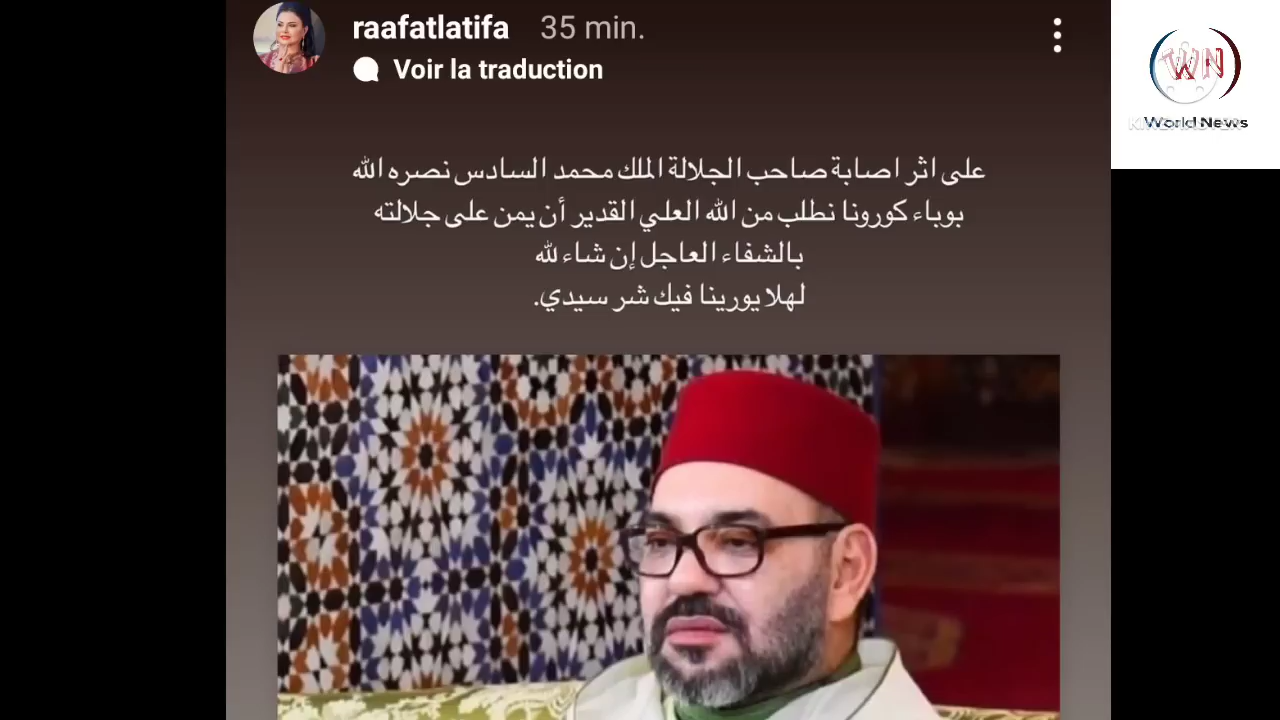 raafatlatifa 35 min.
Voir la traduction
WN
World News
على اثر اصابة صاحب الجلالة الملك محمد السادس نصره الله
بوباء كورونا نطلب من الله العلي القدير أن يمن على جلالته
بالشفاء العاجل إن شاء لله
لهلا يورينا فيك شر سيدي.